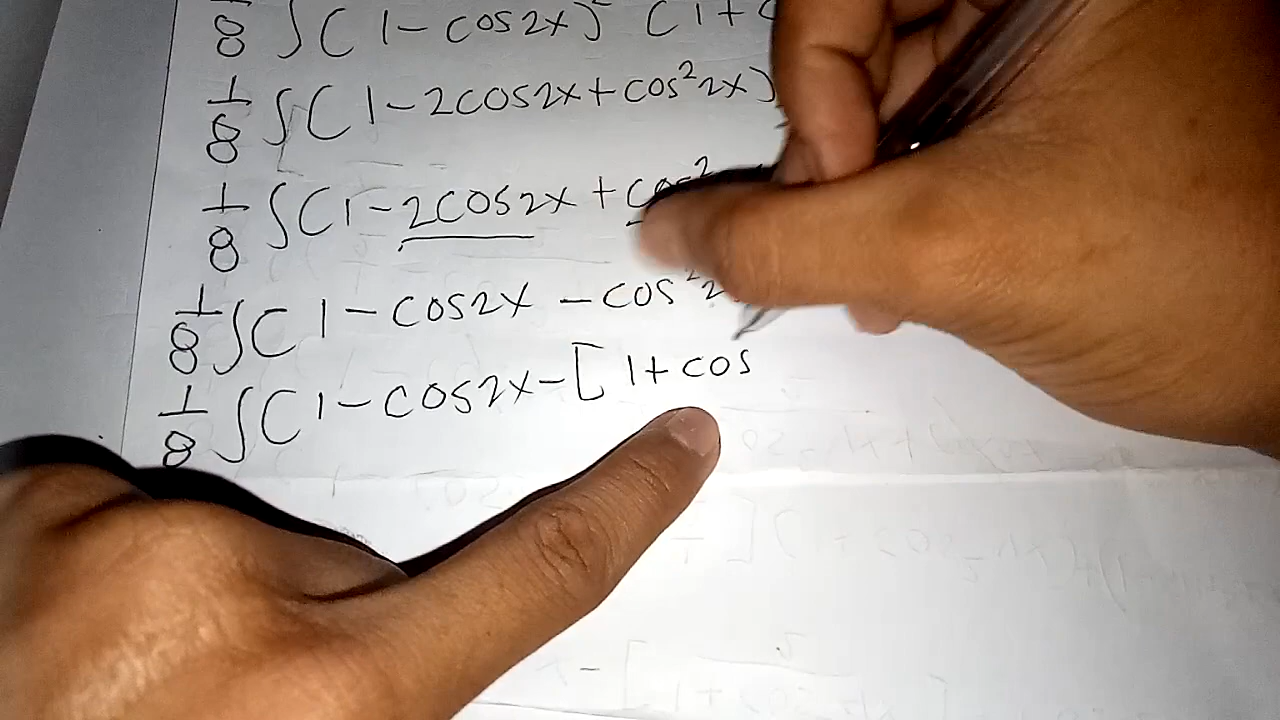 1/8 ∫( 1 - cos2x)² (1+
1/8 ∫( 1 - 2cos2x + cos²2x)
1/8 ∫(1 - 2cos2x + cos²
1/8 ∫( 1 - cos2x - cos²2
1/8 ∫( 1 - cos2x - [ 1+cos